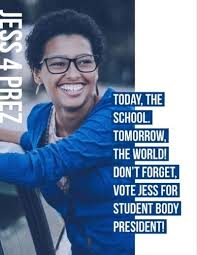 JESS 4 PREZ
TODAY, THE
SCHOOL.
TOMORROW,
THE WORLD!
DON'T FORGET,
VOTE JESS FOR
STUDENT BODY
PRESIDENT!